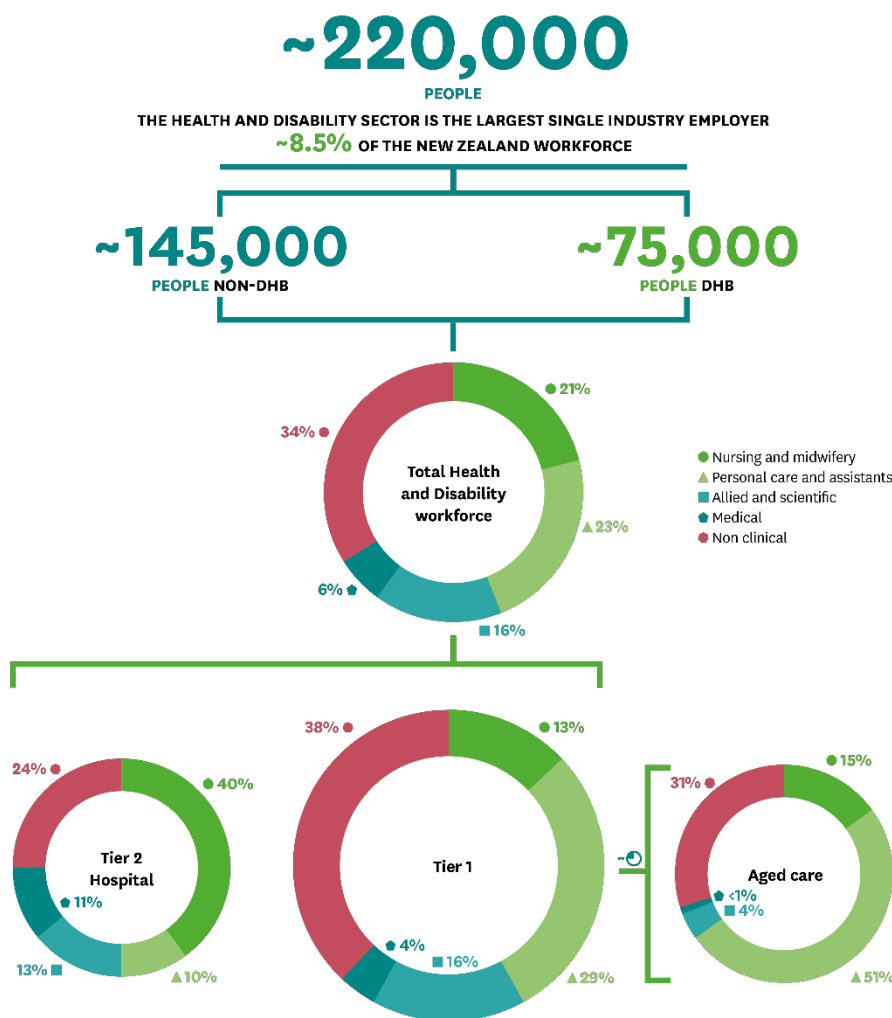 ~220,000
PEOPLE
THE HEALTH AND DISABILITY SECTOR IS THE LARGEST SINGLE INDUSTRY EMPLOYER
~8.5% OF THE NEW ZEALAND WORKFORCE
~145,000
PEOPLE NON-DHB
~75,000
PEOPLE DHB
21%
34%
Total Health
and Disability
workforce
23%
6%
16%
Nursing and midwifery
Personal care and assistants
Allied and scientific
Medical
Non clinical
24%
40%
Tier 2
Hospital
11%
13%
10%
38%
13%
Tier 1
4%
16%
29%
~
31%
15%
Aged care
<1%
4%
51%